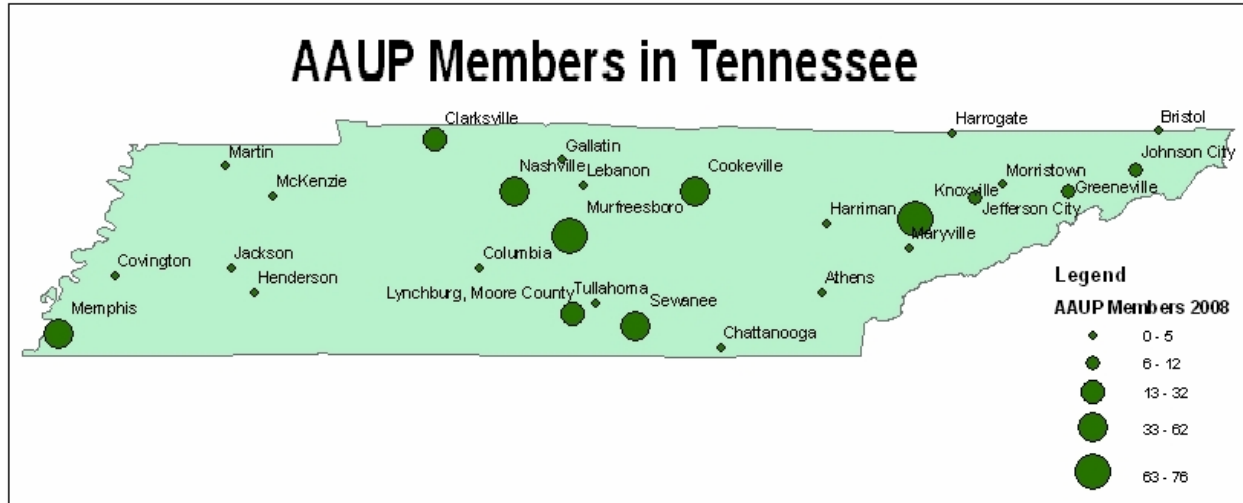 AAUP Members in Tennessee
Clarksville
Harrogate
Bristol
Martin
Gallatin
Johnson City
Nashville
Lebanon
Cookeville
Morristown
McKenzie
Knoxville
Greeneville
Murfreesboro
Harriman
Jefferson City
Maryville
Covington
Jackson
Columbia
Henderson
Lynchburg, Moore County
Tullahoma
Sewanee
Athens
Memphis
Chattanooga
Legend
AAUP Members 2008
0 - 5
6 - 12
13 - 32
33 - 62
63 - 76